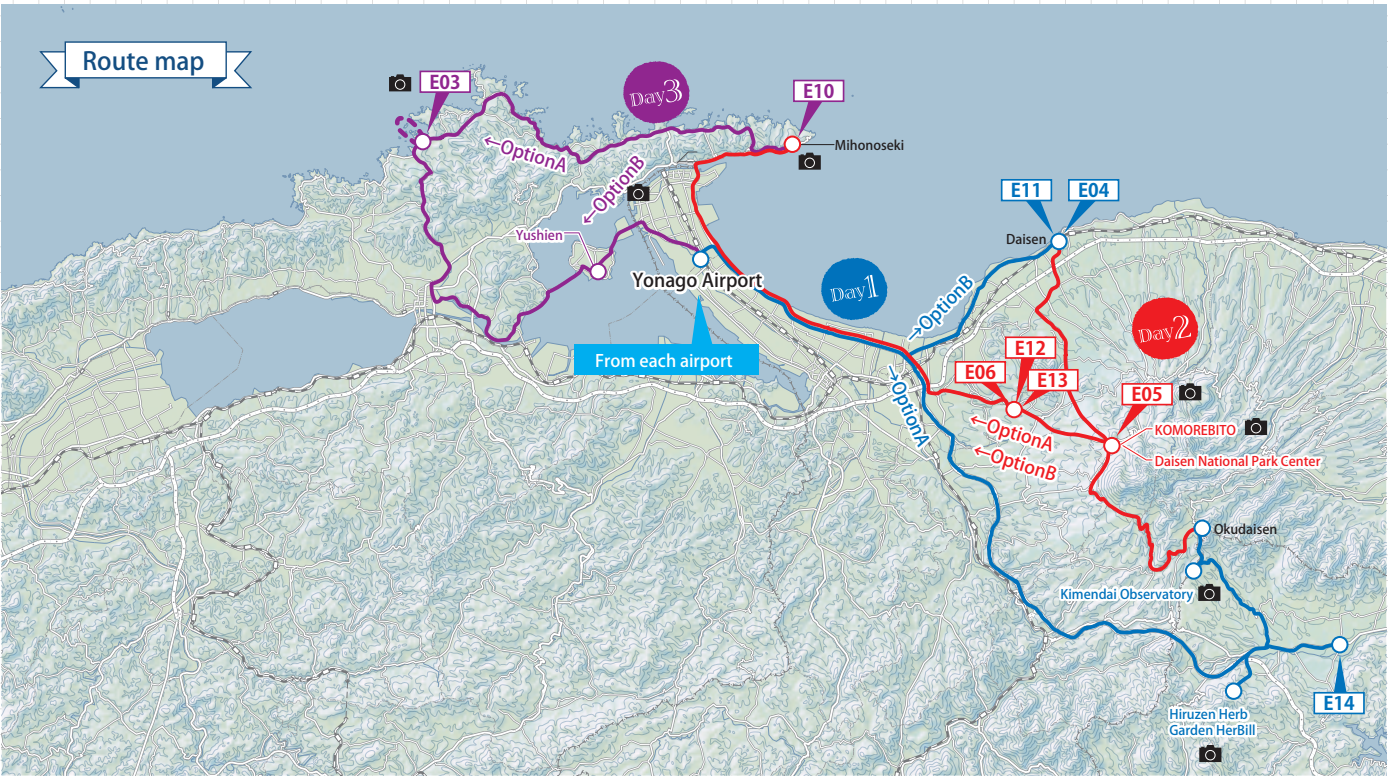 Route map
E03
Day3
E10
Mihonoseki
←OptionA
←OptionB
E11
E04
Yushien
Daisen
Yonago Airport
Day1
→OptionB
Day2
From each airport
E12
E06
E13
→OptionA
E05
←OptionA
KOMOREBITO
←OptionB
Daisen National Park Center
Okudaisen
Kimendai Observatory
E14
Hiruzen Herb
Garden HerBill